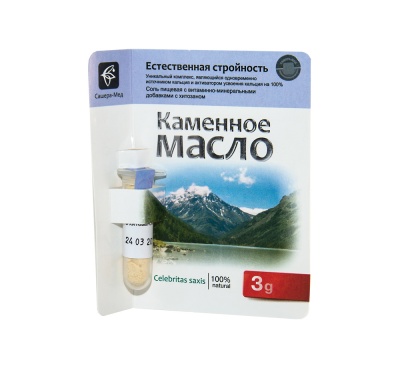 Сашера-Мед
Естественная стройность
Уникальный комплекс, являющийся одновременно
источником кальция и активатором усвоения кальция на 100%
Соль пищевая с витаминно-минеральными
добавками с хитозаном
Каменное
масло
24 03 20
Celebritas saxis
100%
natural
3g